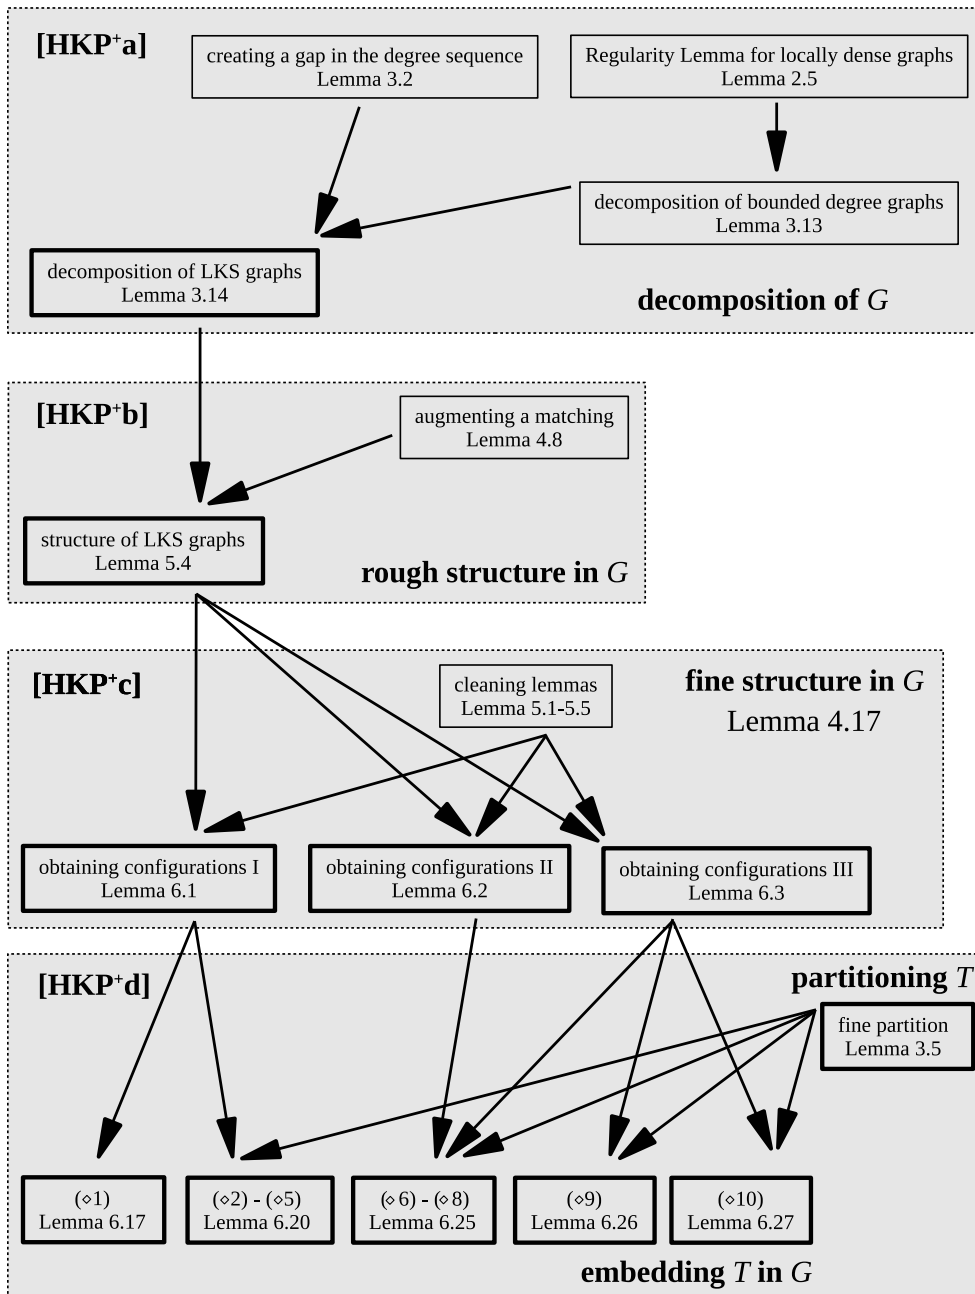 [HKP+a]
creating a gap in the degree sequence
Lemma 3.2
Regularity Lemma for locally dense graphs
Lemma 2.5
decomposition of bounded degree graphs
Lemma 3.13
decomposition of LKS graphs
Lemma 3.14
decomposition of G
[HKP+b]
augmenting a matching
Lemma 4.8
structure of LKS graphs
Lemma 5.4
rough structure in G
[HKP+c]
cleaning lemmas
Lemma 5.1-5.5
fine structure in G
Lemma 4.17
obtaining configurations I
Lemma 6.1
obtaining configurations II
Lemma 6.2
obtaining configurations III
Lemma 6.3
[HKP+d]
partitioning T
fine partition
Lemma 3.5
(⋄1)
Lemma 6.17
(⋄2) - (⋄5)
Lemma 6.20
(⋄6) - (⋄8)
Lemma 6.25
(⋄9)
Lemma 6.26
(⋄10)
Lemma 6.27
embedding T in G